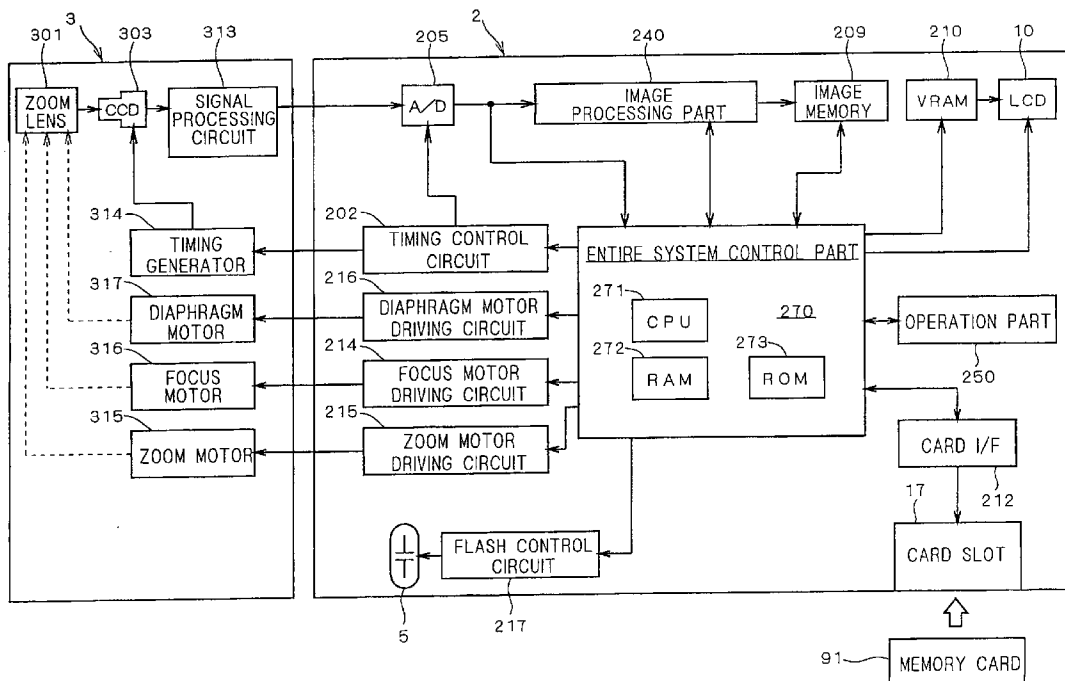 3
2
301
303
313
205
240
209
210
10
ZOOM
LENS
CCD
SIGNAL
PROCESSING
CIRCUIT
A/D
IMAGE
PROCESSING PART
IMAGE
MEMORY
VRAM
LCD
314
TIMING
GENERATOR
202
TIMING CONTROL
CIRCUIT
ENTIRE SYSTEM CONTROL PART
317
DIAPHRAGM
MOTOR
216
DIAPHRAGM MOTOR
DRIVING CIRCUIT
271
CPU
270
OPERATION PART
250
316
FOCUS
MOTOR
214
FOCUS MOTOR
DRIVING CIRCUIT
272
RAM
273
ROM
315
ZOOM MOTOR
215
ZOOM MOTOR
DRIVING CIRCUIT
CARD I/F
212
17
CARD SLOT
FLASH CONTROL
CIRCUIT
5
217
91
MEMORY CARD